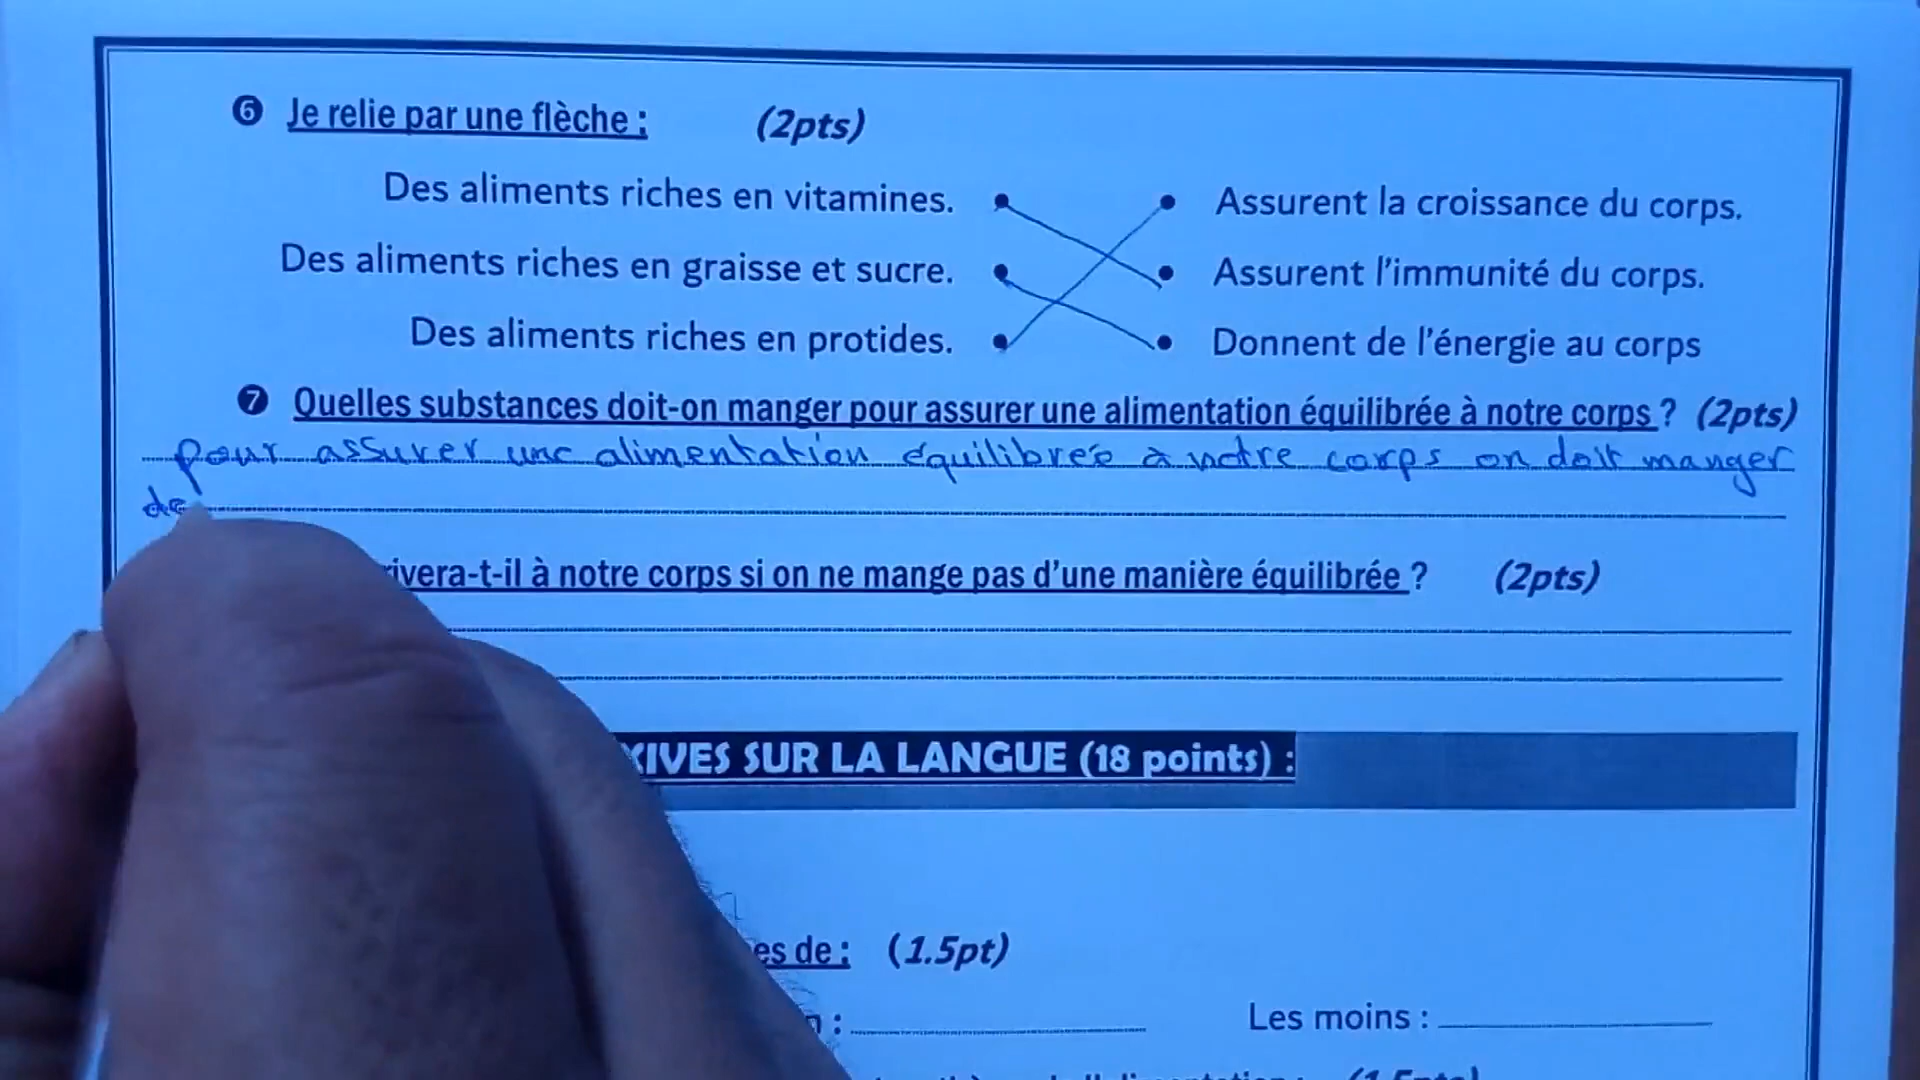 ❻ Je relie par une flèche : (2pts)
Des aliments riches en vitamines. Assurent la croissance du corps.
Des aliments riches en graisse et sucre. Assurent l'immunité du corps.
Des aliments riches en protides. Donnent de l'énergie au corps
❼ Quelles substances doit-on manger pour assurer une alimentation équilibrée à notre corps ? (2pts)
pour assurer une alimentation équilibrée à notre corps on doit manger
de
rivera-t-il à notre corps si on ne mange pas d'une manière équilibrée ? (2pts)
XIVES SUR LA LANGUE (18 points) :
es de : (1.5pt)
: Les moins :